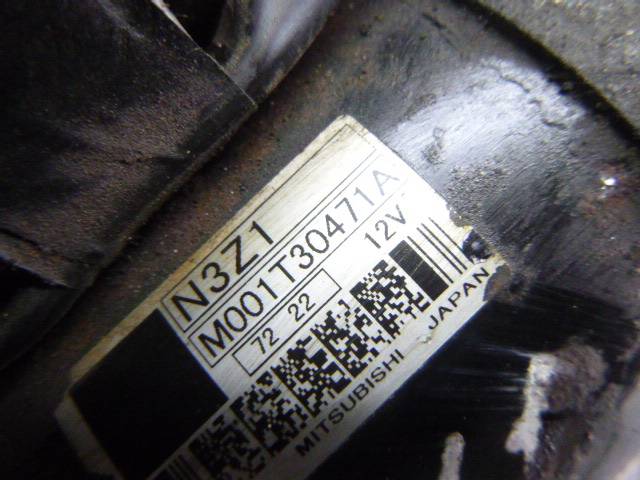 N3Z1
M001T30471A
72 22 12V
MITSUBISHI JAPAN